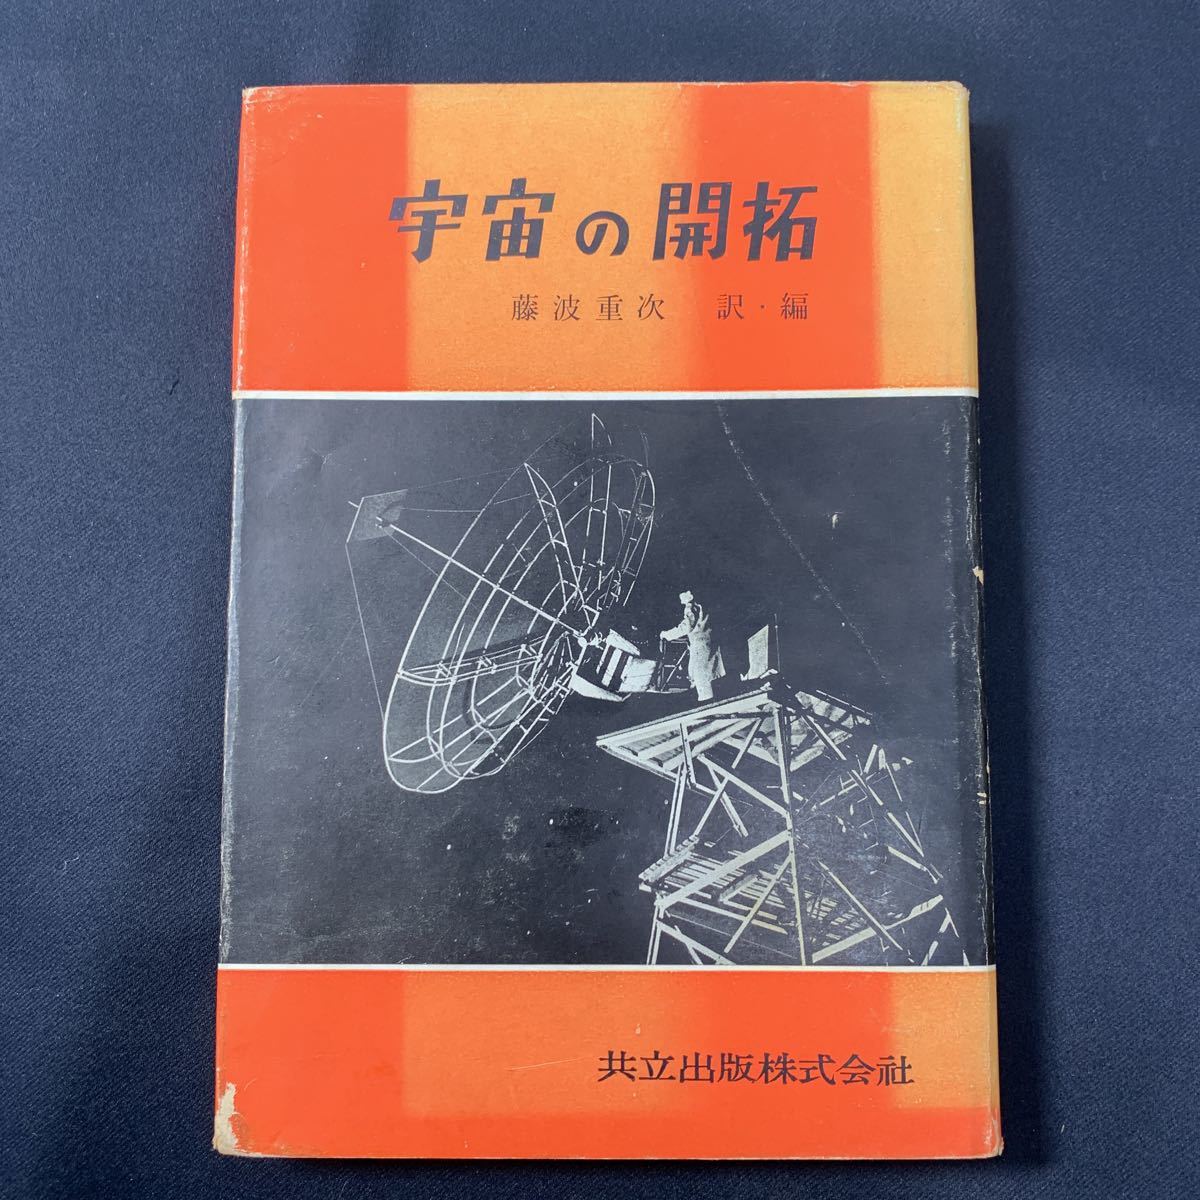 宇宙の開拓
藤波重次 訳・編
共立出版株式会社